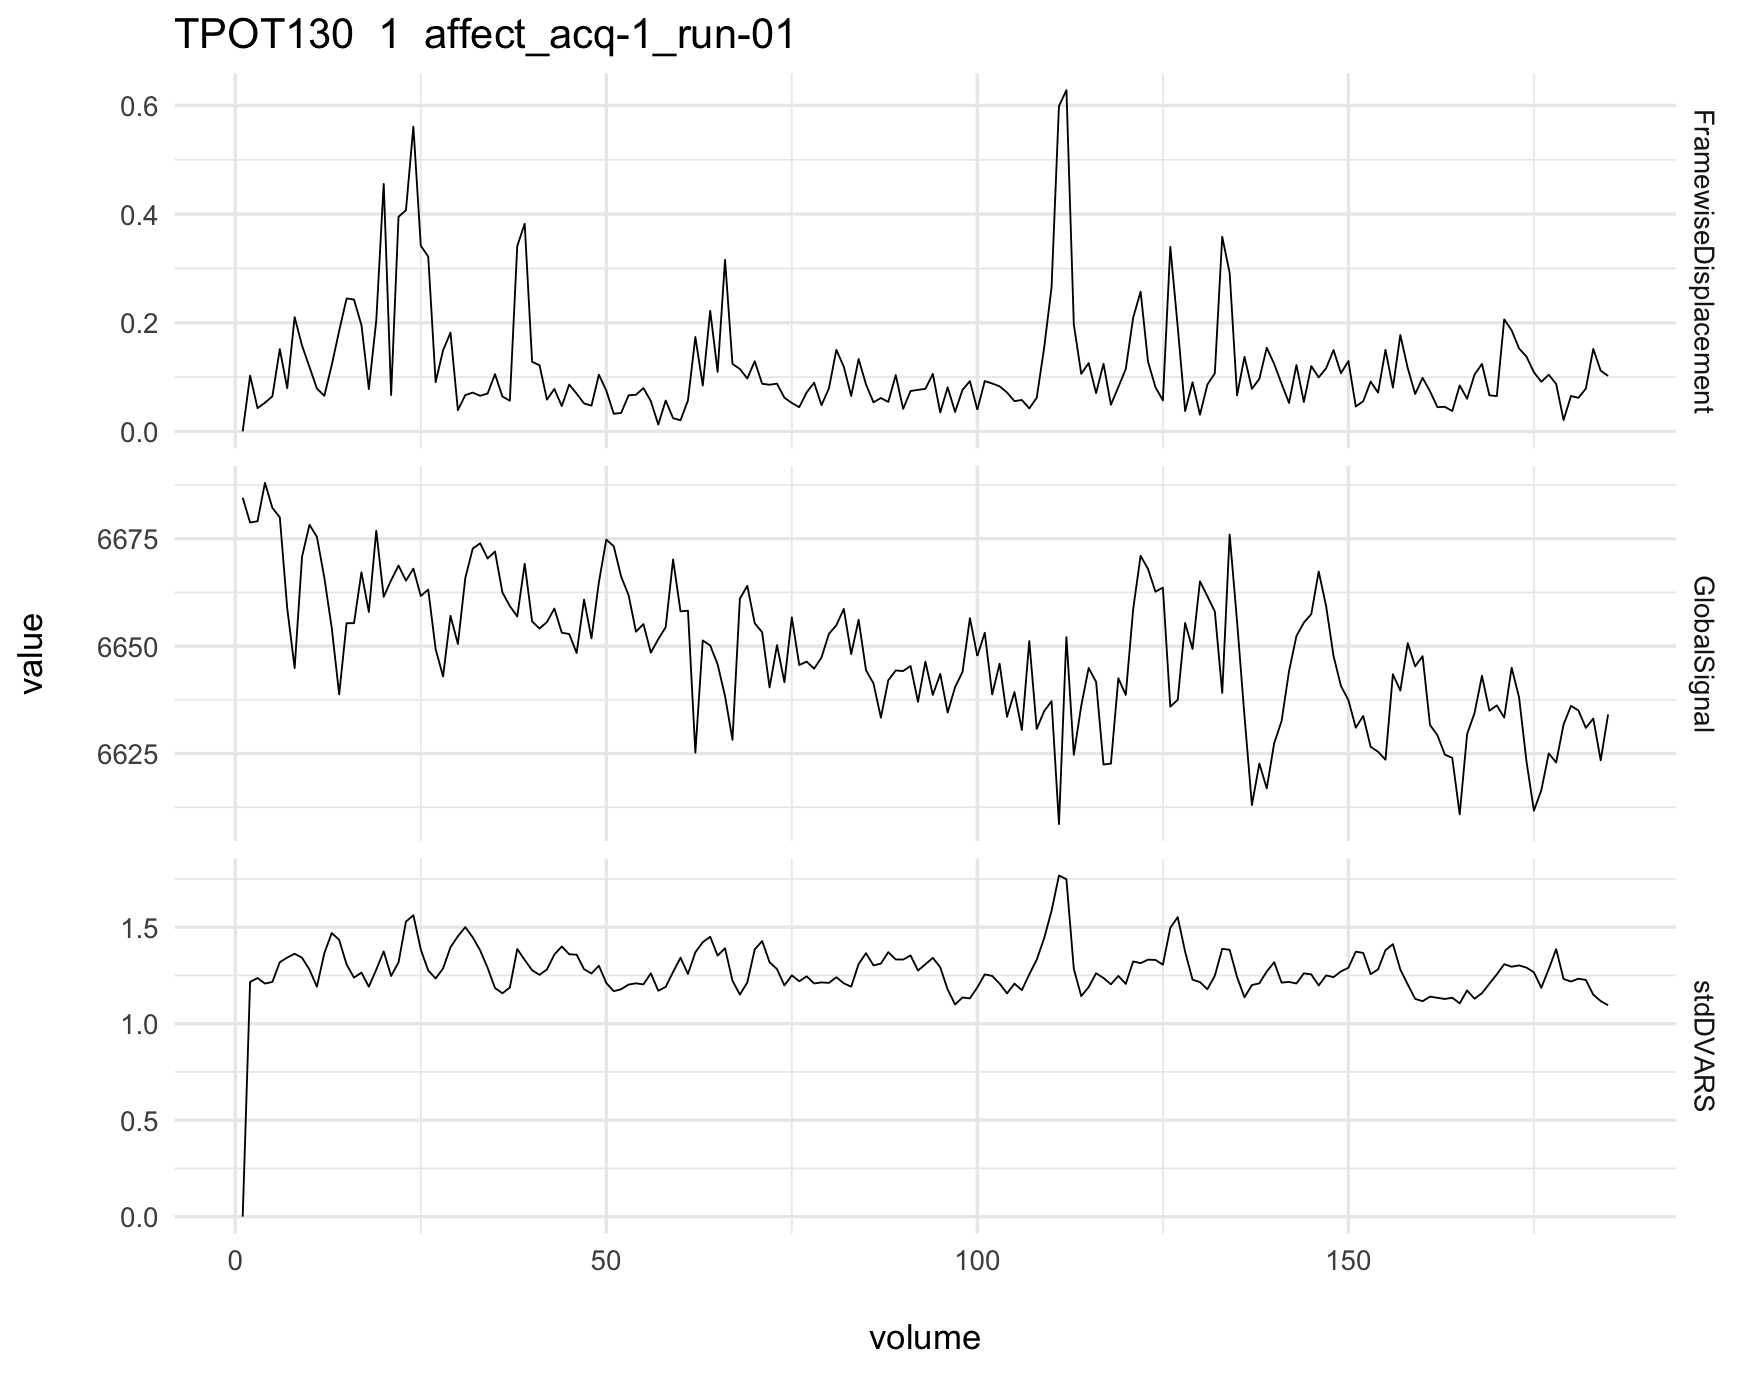 TPOT130 1 affect_acq-1_run-01
0.6
0.4
0.2
0.0
FramewiseDisplacement
6675
6650
6625
GlobalSignal
value
1.5
1.0
0.5
0.0
stdDVARS
0 50 100 150
volume